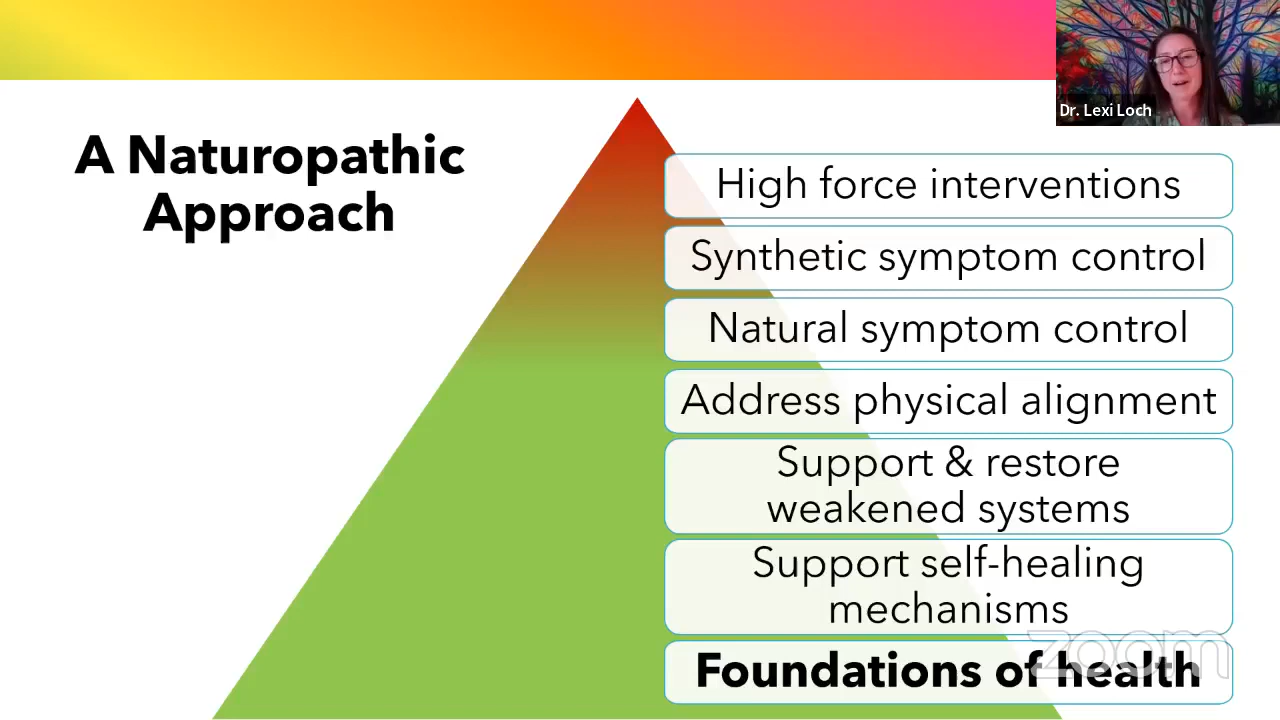 Dr. Lexi Loch
A Naturopathic
Approach
High force interventions
Synthetic symptom control
Natural symptom control
Address physical alignment
Support & restore
weakened systems
Support self-healing
mechanisms
Foundations of health
zoom